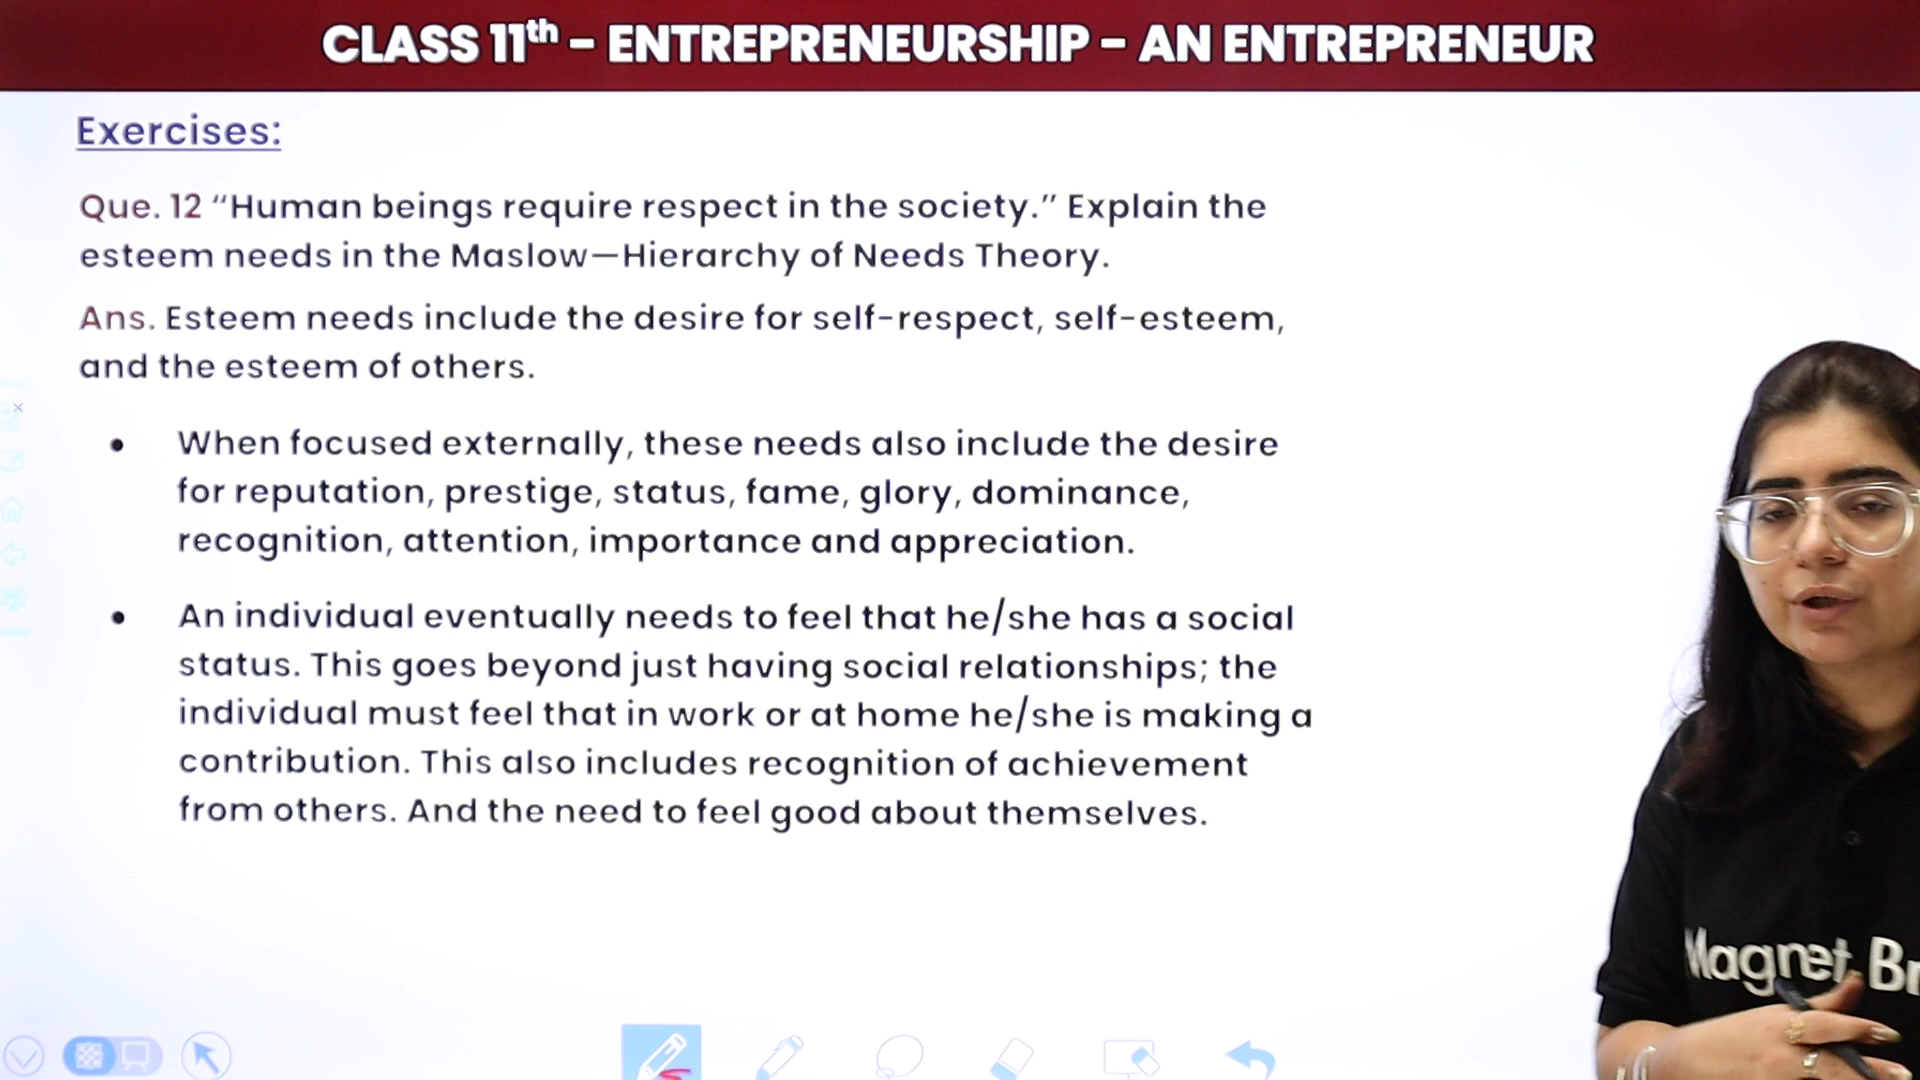 CLASS 11th – ENTREPRENEURSHIP – AN ENTREPRENEUR
Exercises:
Que. 12 “Human beings require respect in the society.” Explain the
esteem needs in the Maslow—Hierarchy of Needs Theory.
Ans. Esteem needs include the desire for self-respect, self-esteem,
and the esteem of others.
• When focused externally, these needs also include the desire
for reputation, prestige, status, fame, glory, dominance,
recognition, attention, importance and appreciation.
• An individual eventually needs to feel that he/she has a social
status. This goes beyond just having social relationships; the
individual must feel that in work or at home he/she is making a
contribution. This also includes recognition of achievement
from others. And the need to feel good about themselves.
Magnet Br